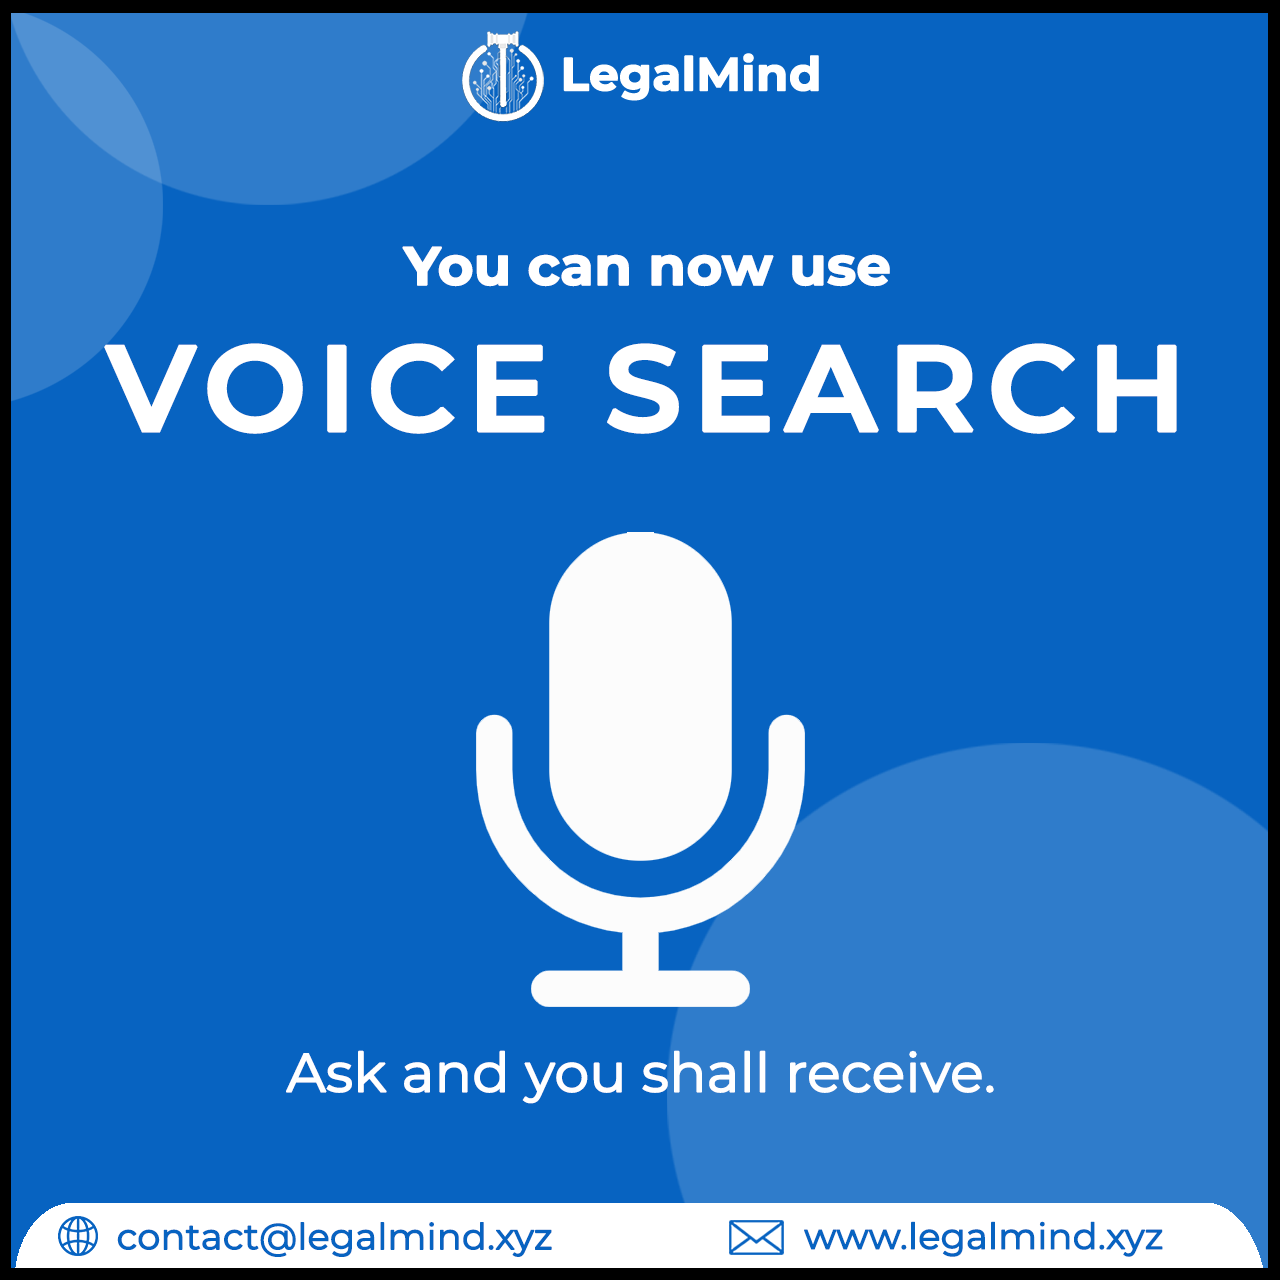 LegalMind
You can now use
VOICE SEARCH
Ask and you shall receive.
contact@legalmind.xyz
www.legalmind.xyz